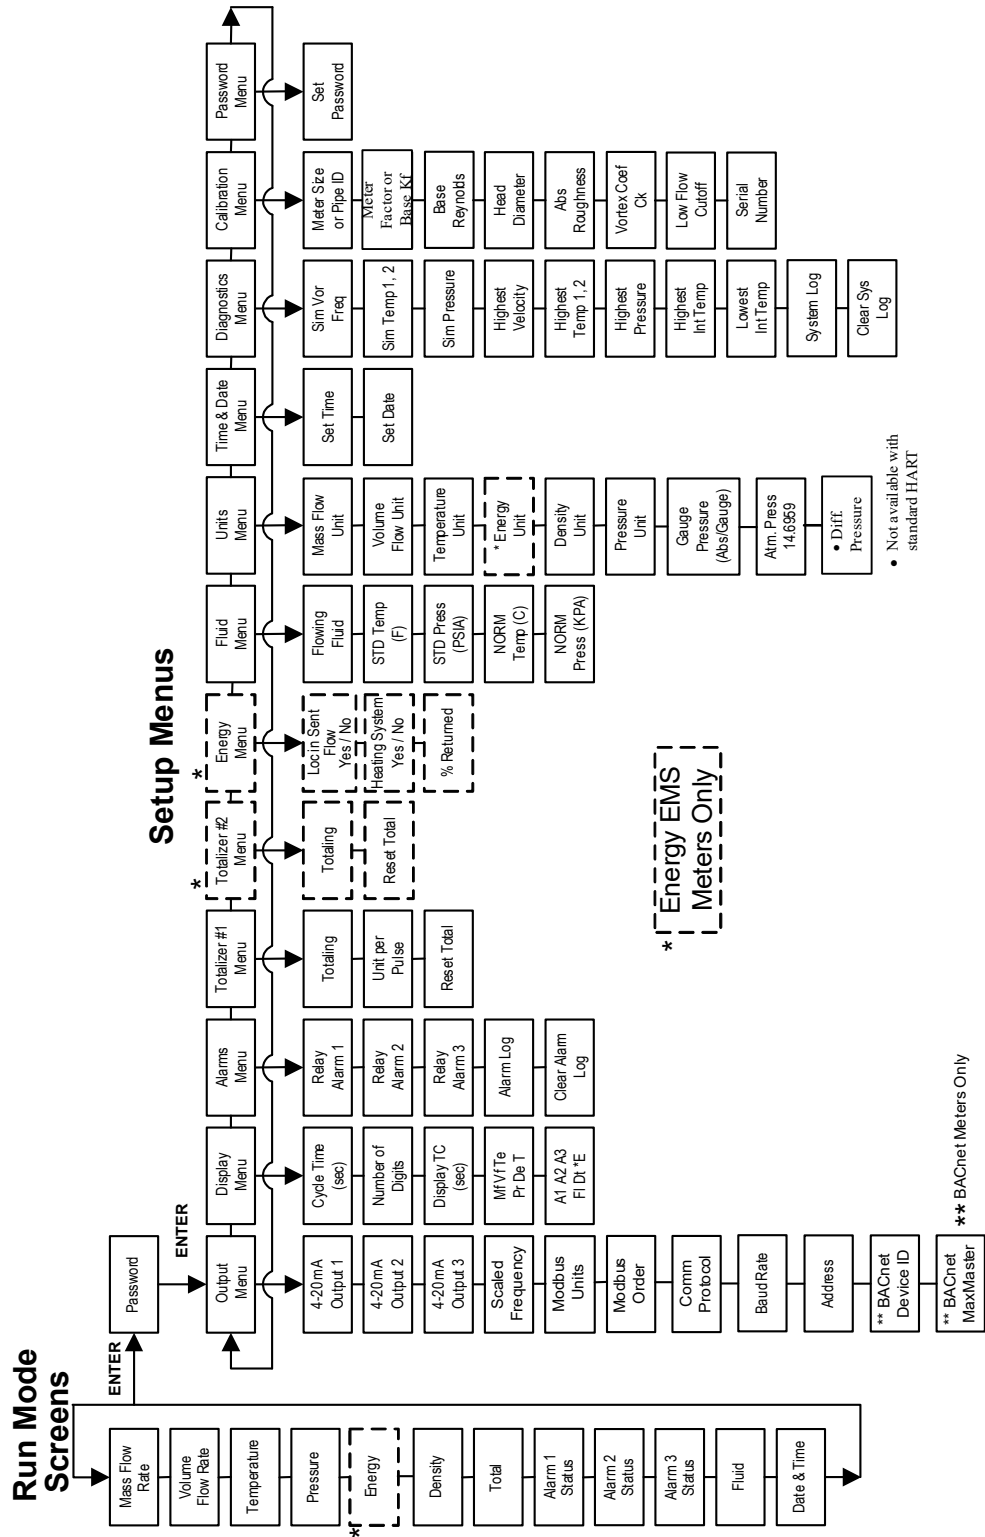 Run Mode
Screens
Mass Flow
Rate
Volume
Flow Rate
Temperature
Pressure
*
Energy
Density
Total
Alarm 1
Status
Alarm 2
Status
Alarm 3
Status
Fluid
Date & Time
ENTER
Password
ENTER
Setup Menus
Output
Menu
4-20 mA
Output 1
4-20 mA
Output 2
4-20 mA
Output 3
Scaled
Frequency
Modbus
Units
Modbus
Order
Comm
Protocol
Baud Rate
Address
** BACnet
Device ID
** BACnet
MaxMaster
** BACnet Meters Only
Display
Menu
Cycle Time
(sec)
Number of
Digits
Display TC
(sec)
Mf Vf Te
Pr De T
A1 A2 A3
Fl Dt *E
Alarms
Menu
Relay
Alarm 1
Relay
Alarm 2
Relay
Alarm 3
Alarm Log
Clear Alarm
Log
Totalizer #1
Menu
Totaling
Unit per
Pulse
Reset Total
*
Totalizer #2
Menu
Totaling
Reset Total
*
Energy
Menu
Loc in Sent
Flow
Yes / No
Heating System
Yes / No
% Returned
* Energy EMS
Meters Only
Fluid
Menu
Flowing
Fluid
STD Temp
(F)
STD Press
(PSIA)
NORM
Temp (C)
NORM
Press (KPA)
Units
Menu
Mass Flow
Unit
Volume
Flow Unit
Temperature
Unit
* Energy
Unit
Density
Unit
Pressure
Unit
Gauge
Pressure
(Abs/Gauge)
Atm. Press
14.6959
• Diff.
Pressure
• Not available with
standard HART
Time & Date
Menu
Set Time
Set Date
Diagnostics
Menu
Sim Vor
Freq
Sim Temp 1, 2
Sim Pressure
Highest
Velocity
Highest
Temp 1, 2
Highest
Pressure
Highest
Int Temp
Lowest
Int Temp
System Log
Clear Sys
Log
Calibration
Menu
Meter Size
or Pipe ID
Meter
Factor or
Base Kf
Base
Reynolds
Head
Diameter
Abs
Roughness
Vortex Coef
Ck
Low Flow
Cutoff
Serial
Number
Password
Menu
Set
Password